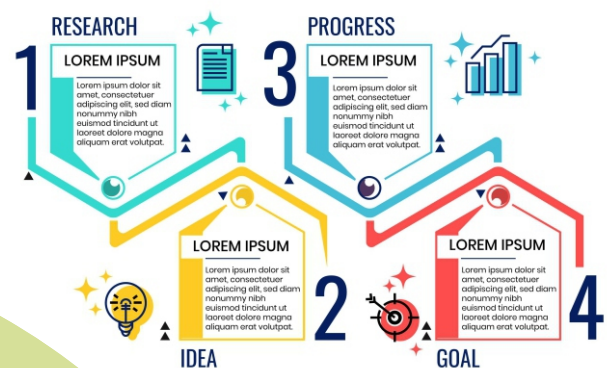 RESEARCH
1
LOREM IPSUM
Lorem ipsum dolor sit
amet, consectetuer
adipiscing elit, sed diam
nonummy nibh
euismod tincidunt ut
laoreet dolore magna
aliquam erat volutpat.
LOREM IPSUM
Lorem ipsum dolor sit
amet, consectetuer
adipiscing elit, sed diam
nonummy nibh
euismod tincidunt ut
laoreet dolore magna
aliquam erat volutpat.
2
IDEA
PROGRESS
3
LOREM IPSUM
Lorem ipsum dolor sit
amet, consectetuer
adipiscing elit, sed diam
nonummy nibh
euismod tincidunt ut
laoreet dolore magna
aliquam erat volutpat.
LOREM IPSUM
Lorem ipsum dolor sit
amet, consectetuer
adipiscing elit, sed diam
nonummy nibh
euismod tincidunt ut
laoreet dolore magna
aliquam erat volutpat.
4
GOAL